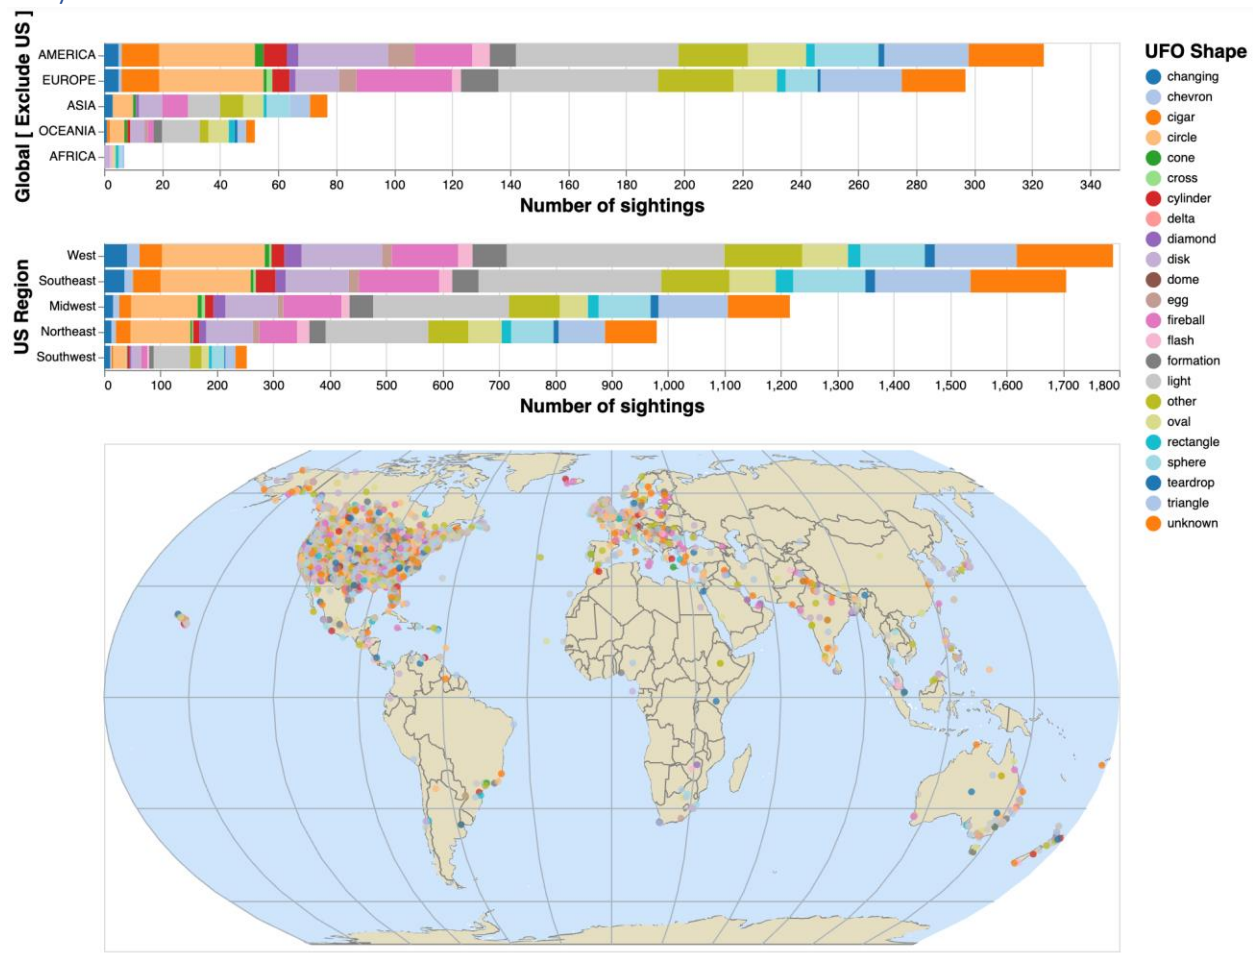 Global [ Exclude US ]
AMERICA
EUROPE
ASIA
OCEANIA
AFRICA
0 20 40 60 80 100 120 140 160 180 200 220 240 260 280 300 320 340
Number of sightings
US Region
West
Southeast
Midwest
Northeast
Southwest
0 100 200 300 400 500 600 700 800 900 1,000 1,100 1,200 1,300 1,400 1,500 1,600 1,700 1,800
Number of sightings
UFO Shape
changing
chevron
cigar
circle
cone
cross
cylinder
delta
diamond
disk
dome
egg
fireball
flash
formation
light
other
oval
rectangle
sphere
teardrop
triangle
unknown